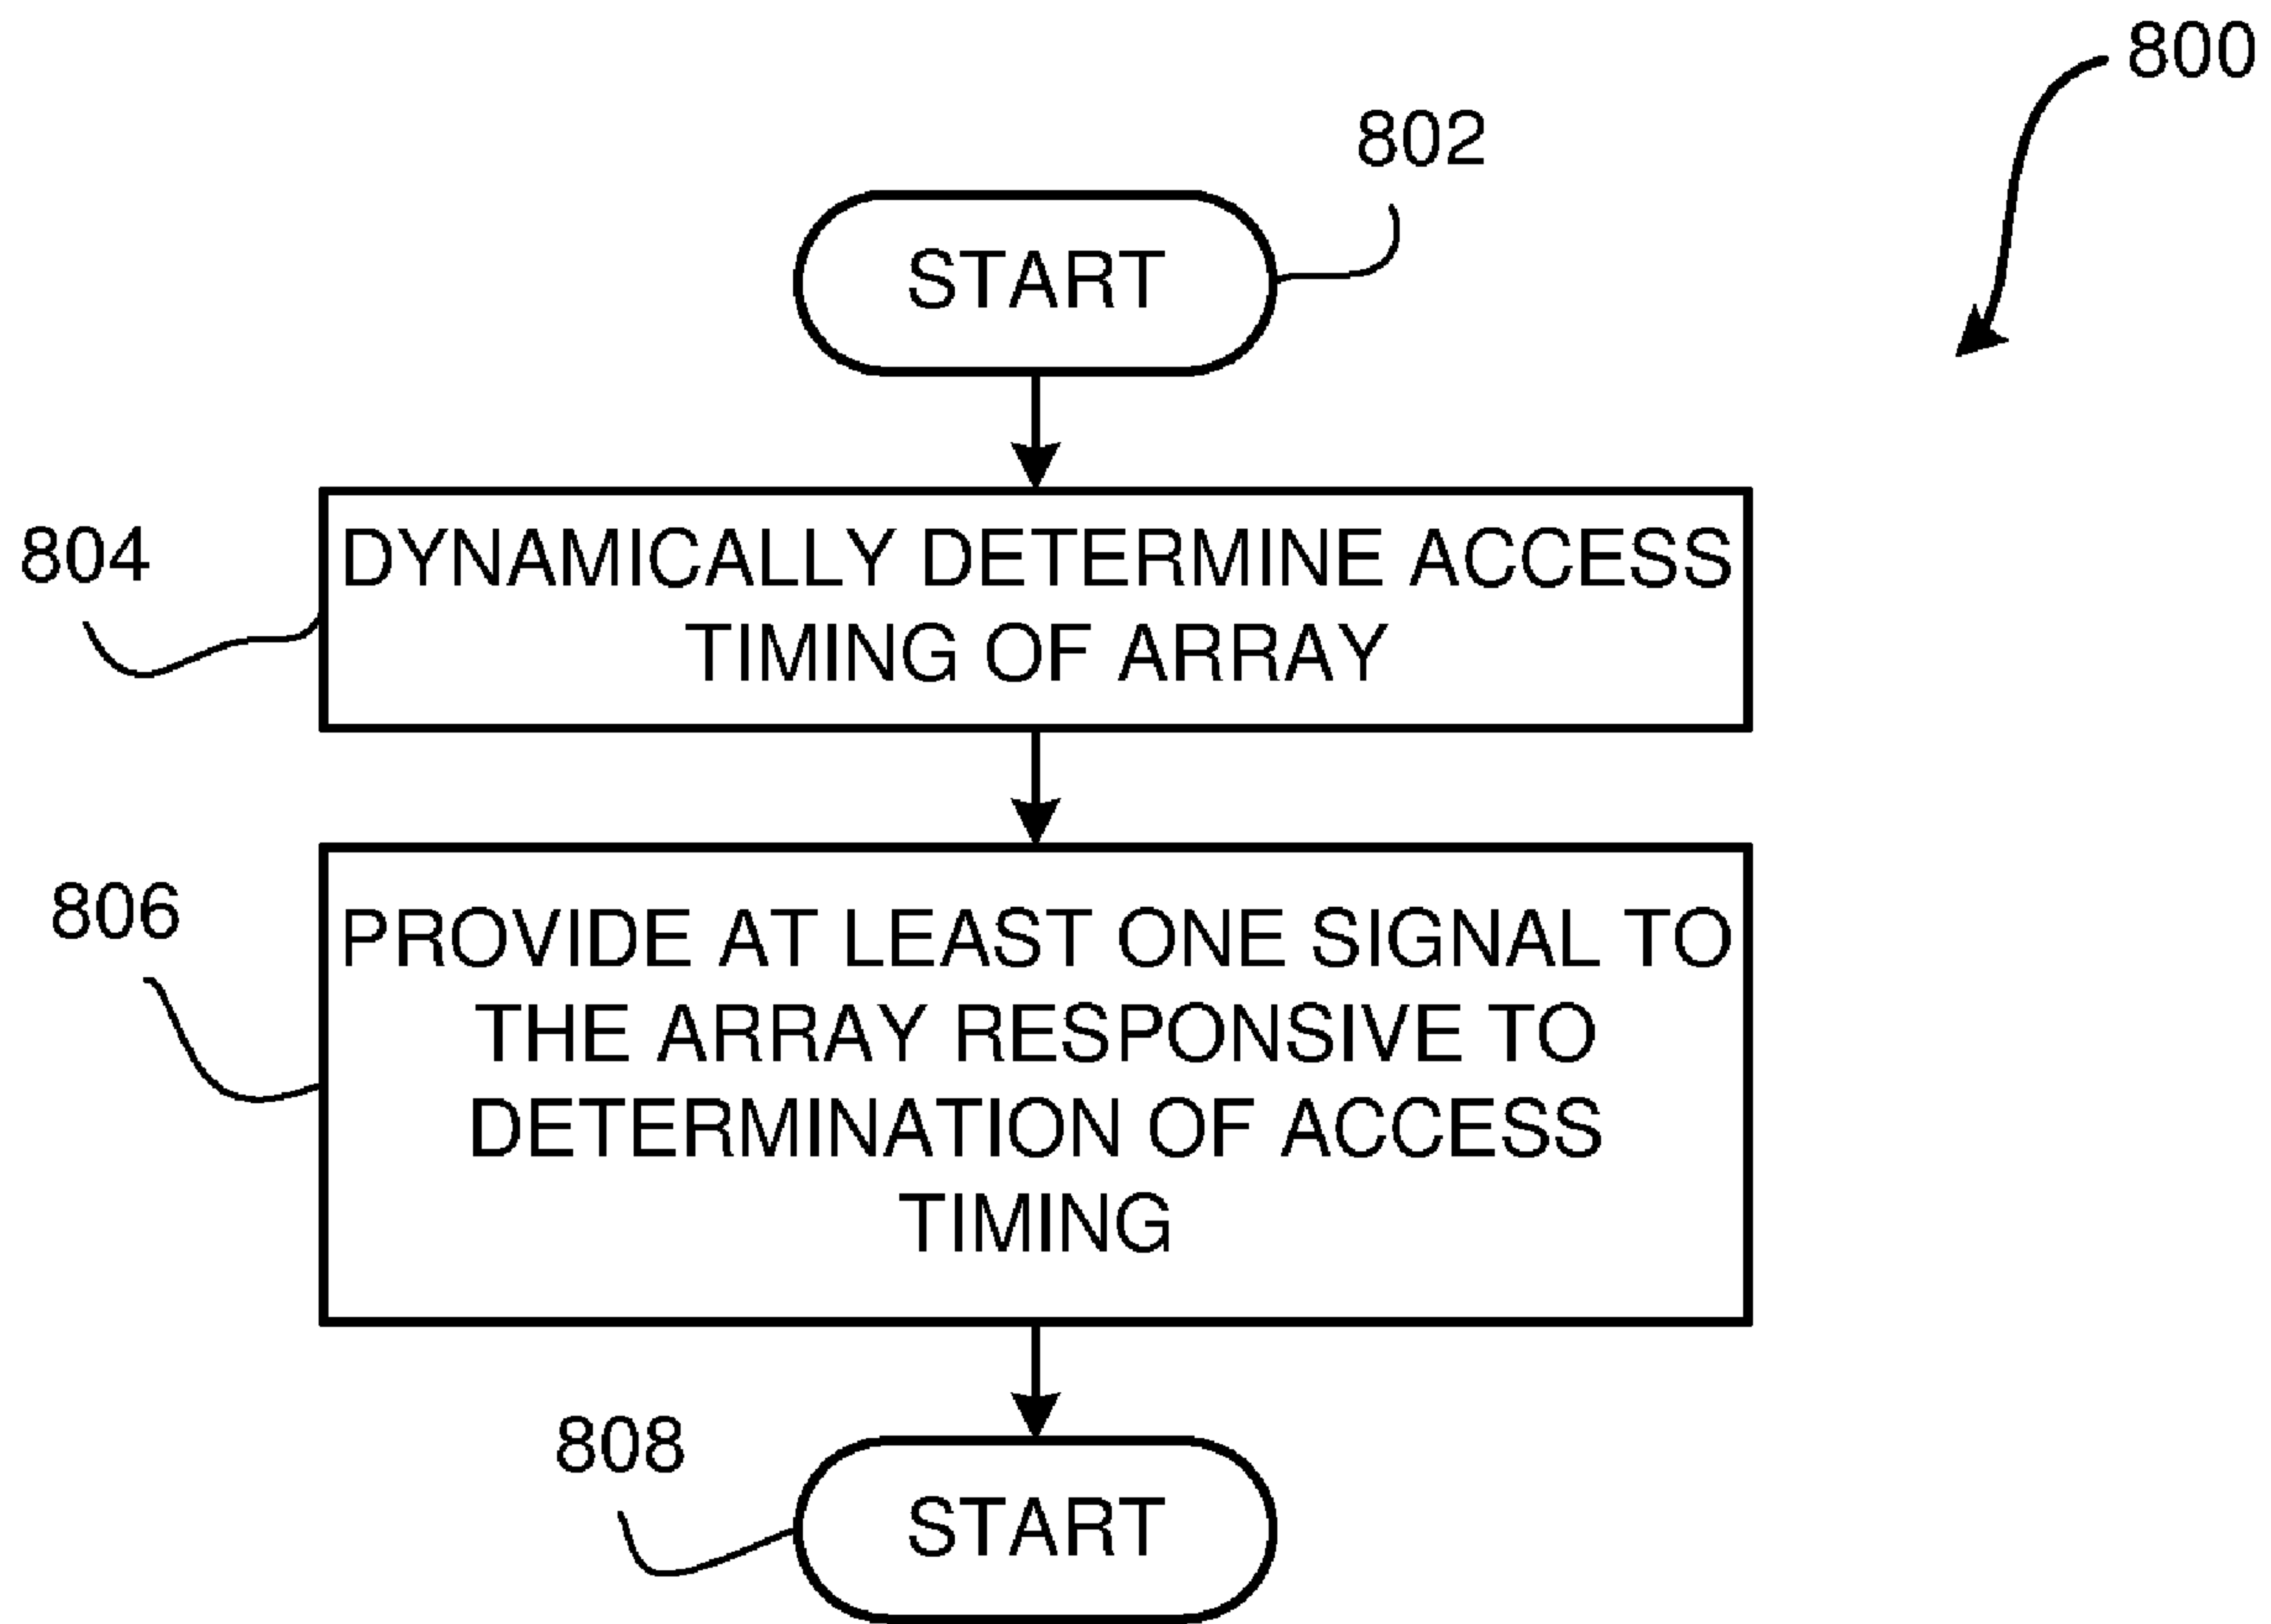 800
802
START
804
DYNAMICALLY DETERMINE ACCESS
TIMING OF ARRAY
806
PROVIDE AT LEAST ONE SIGNAL TO
THE ARRAY RESPONSIVE TO
DETERMINATION OF ACCESS
TIMING
808
START